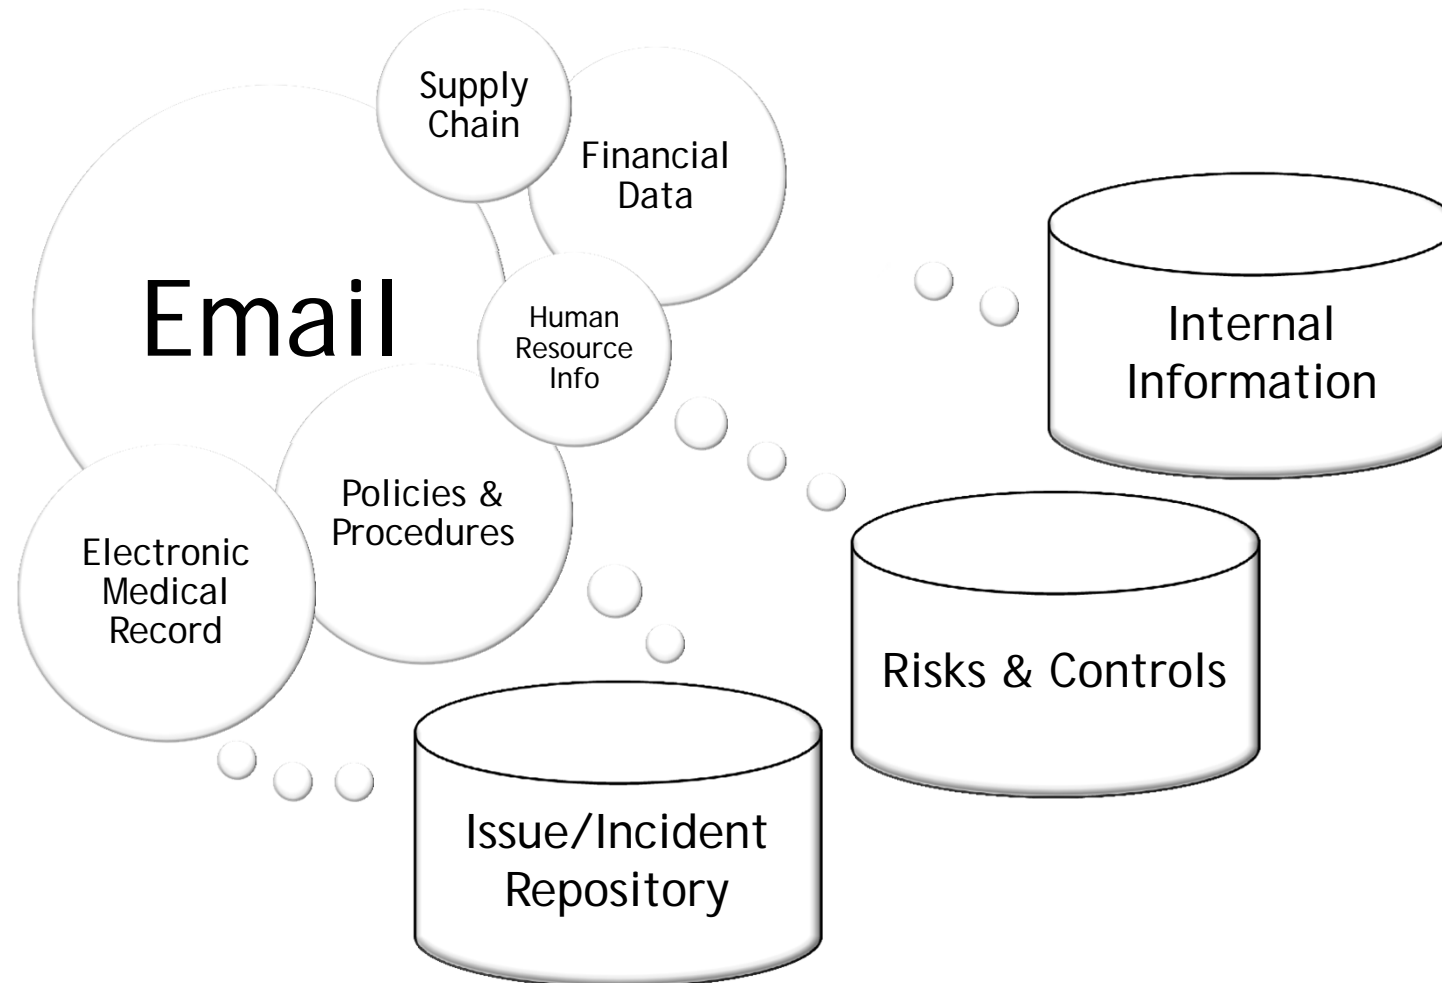 Supply
Chain
Financial
Data
Email
Human
Resource
Info
Policies &
Procedures
Electronic
Medical
Record
Internal
Information
Risks & Controls
Issue/Incident
Repository